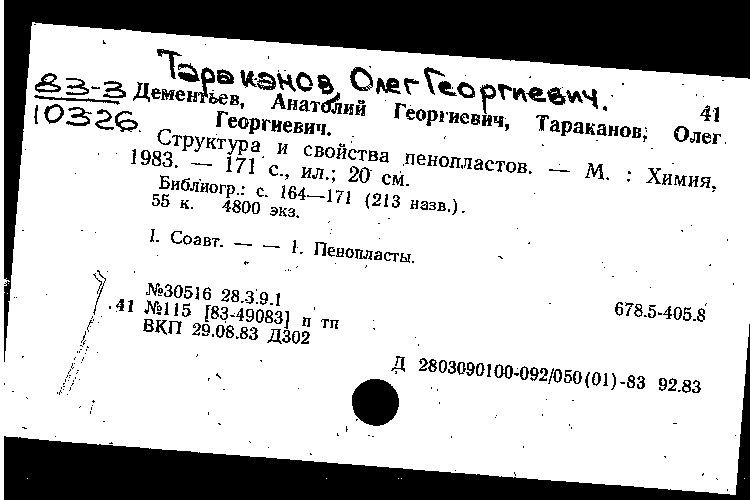 Тараканов, Олег Георгиевич.
83-3
10326
41
Дементьев, Анатолий Георгиевич, Тараканов, Олег
Георгиевич.
Структура и свойства пенопластов. — М. : Химия,
1983. — 171 с., ил.; 20 см.
Библиогр.: с. 164—171 (213 назв.).
55 к. 4800 экз.
I. Соавт. — — 1. Пенопласты.
№30516 28.3.9.1
678.5-405.8
41 №115 [83-49083] п тп
ВКП 29.08.83 Д302
Д 2803090100-092/050(01)-83 92.83